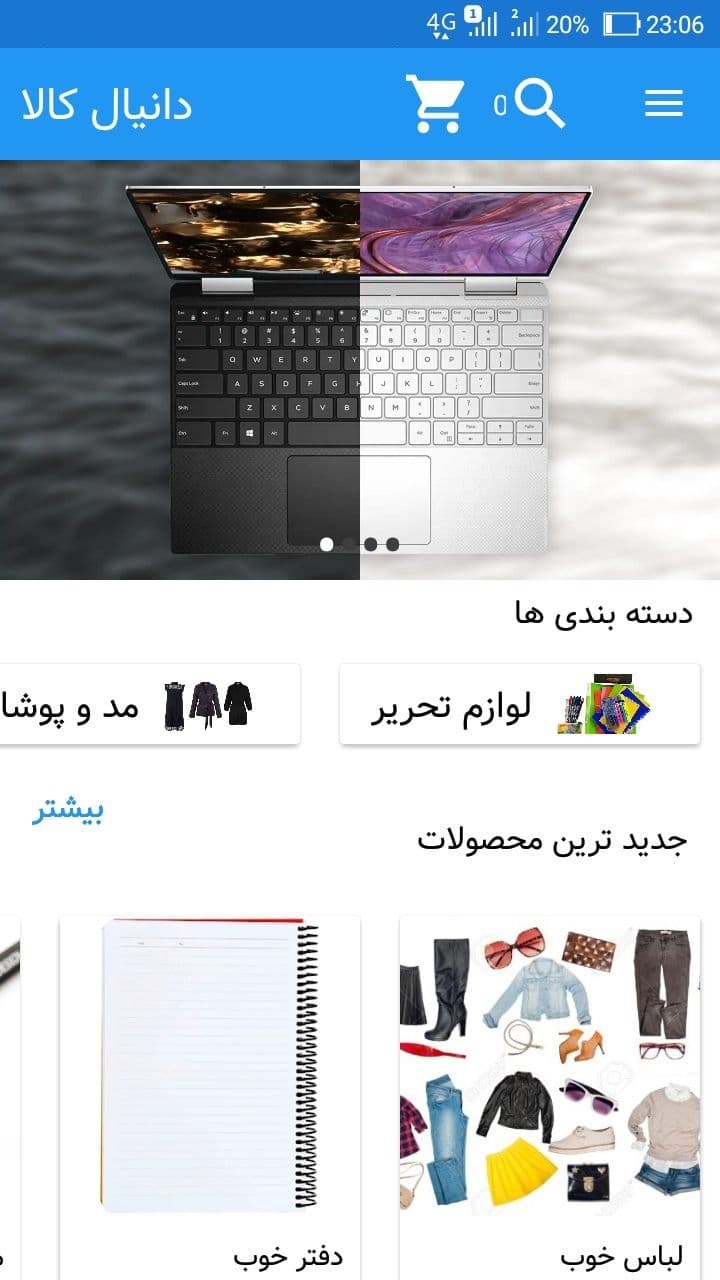 4G 1 2 20% 23:06
دانیال کالا 0
دسته بندی ها
لوازم تحریر
مد و پوشا
بیشتر
جدید ترین محصولات
لباس خوب
دفتر خوب